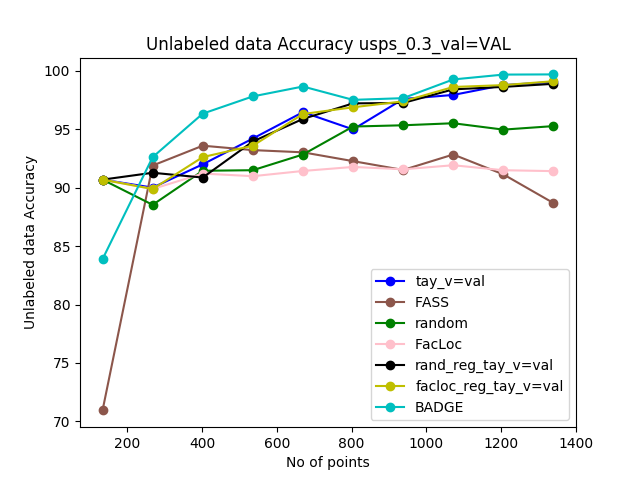 Unlabeled data Accuracy usps_0.3_val=VAL
Unlabeled data Accuracy
100
95
90
85
80
75
70
tay_v=val
FASS
random
FacLoc
rand_reg_tay_v=val
facloc_reg_tay_v=val
BADGE
200 400 600 800 1000 1200 1400
No of points